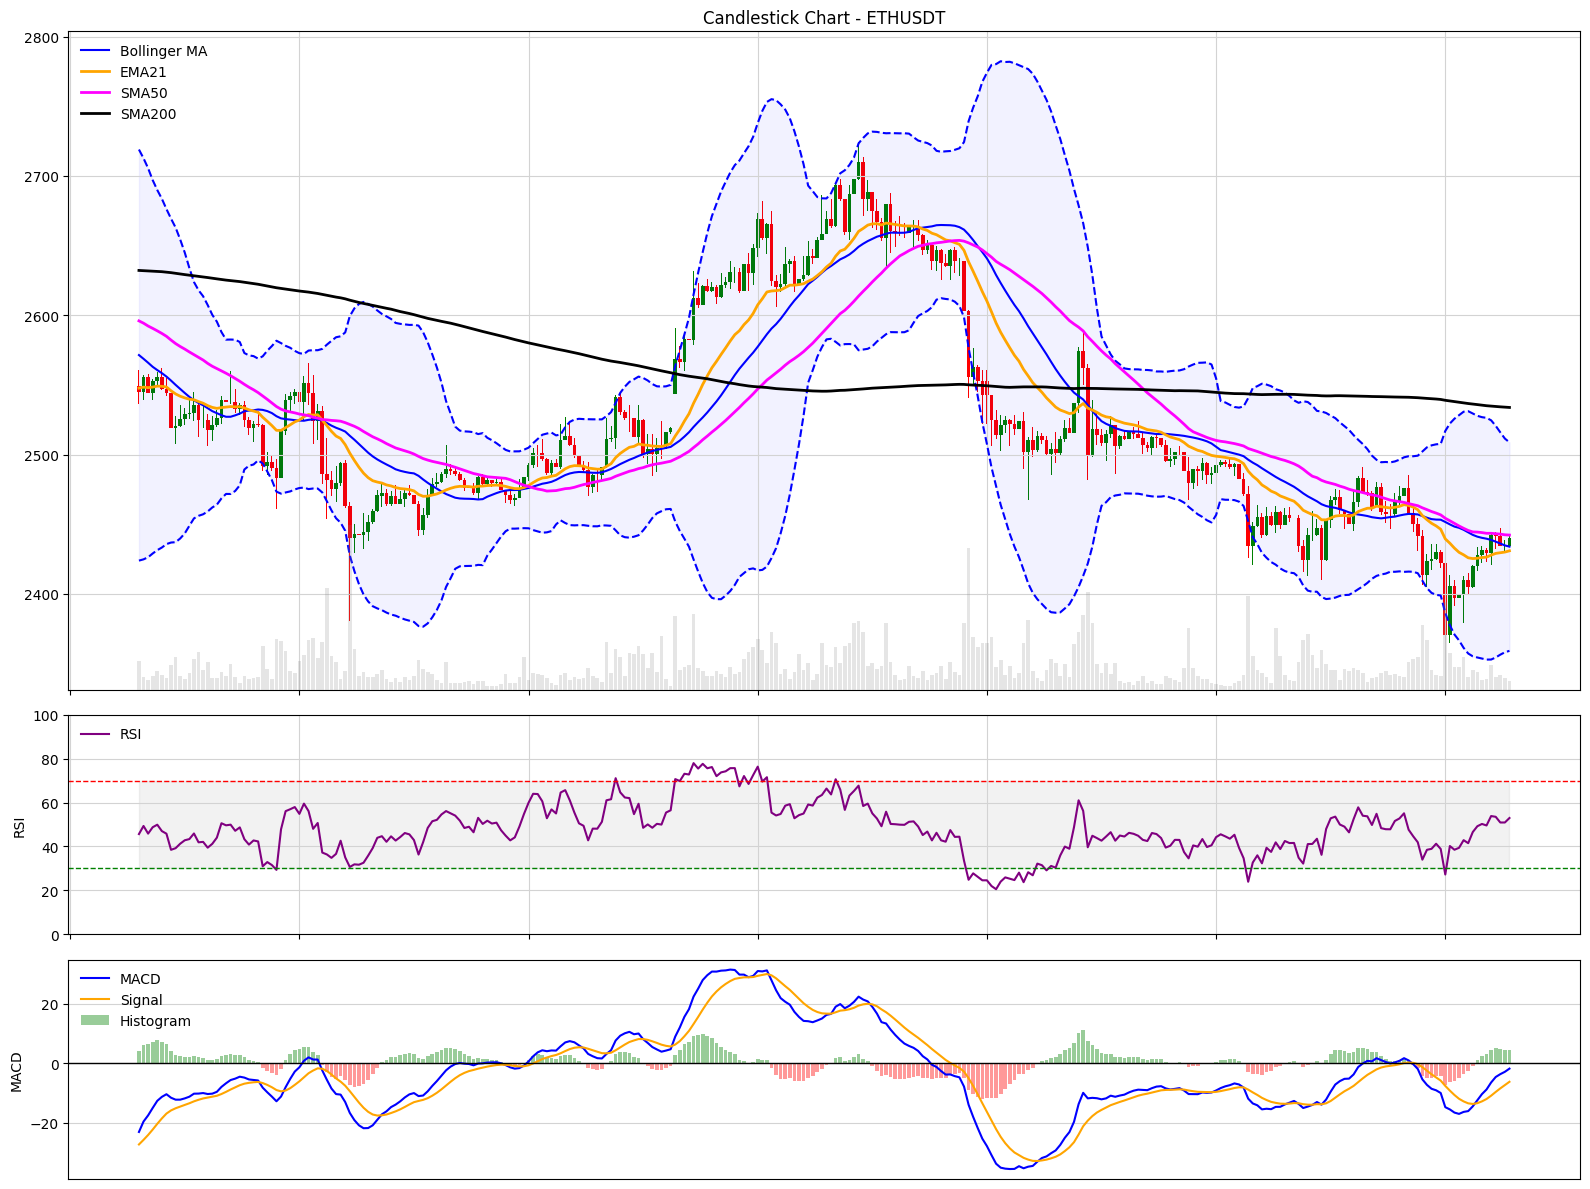 Candlestick Chart - ETHUSDT
2800
2700
2600
2500
2400
Bollinger MA
EMA21
SMA50
SMA200
100
80
60
40
20
0
RSI
RSI
20
0
−20
MACD
MACD
Signal
Histogram